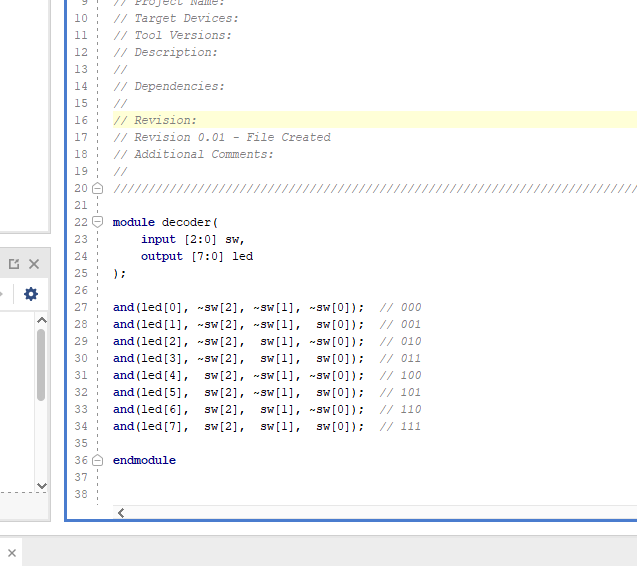 9 // Project Name:
10 // Target Devices:
11 // Tool Versions:
12 // Description:
13 //
14 // Dependencies:
15 //
16 // Revision:
17 // Revision 0.01 - File Created
18 // Additional Comments:
19 //
20 //////////////////////////////////////////////////////////////////////////////////
21
22 module decoder(
23     input [2:0] sw,
24     output [7:0] led
25 );
26
27 and(led[0], ~sw[2], ~sw[1], ~sw[0]);  // 000
28 and(led[1], ~sw[2], ~sw[1],  sw[0]);  // 001
29 and(led[2], ~sw[2],  sw[1], ~sw[0]);  // 010
30 and(led[3], ~sw[2],  sw[1],  sw[0]);  // 011
31 and(led[4],  sw[2], ~sw[1], ~sw[0]);  // 100
32 and(led[5],  sw[2], ~sw[1],  sw[0]);  // 101
33 and(led[6],  sw[2],  sw[1], ~sw[0]);  // 110
34 and(led[7],  sw[2],  sw[1],  sw[0]);  // 111
35
36 endmodule
37
38